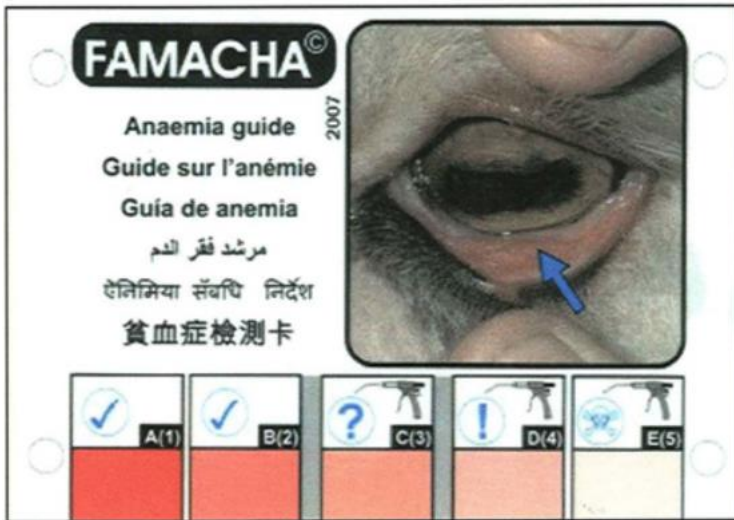 FAMACHA©
2007
Anaemia guide
Guide sur l'anémie
Guía de anemia
مرشد فقر الدم
ऐनिमिया सँबधि निर्देश
貧血症檢測卡
A(1)
B(2)
? C(3)
! D(4)
E(5)